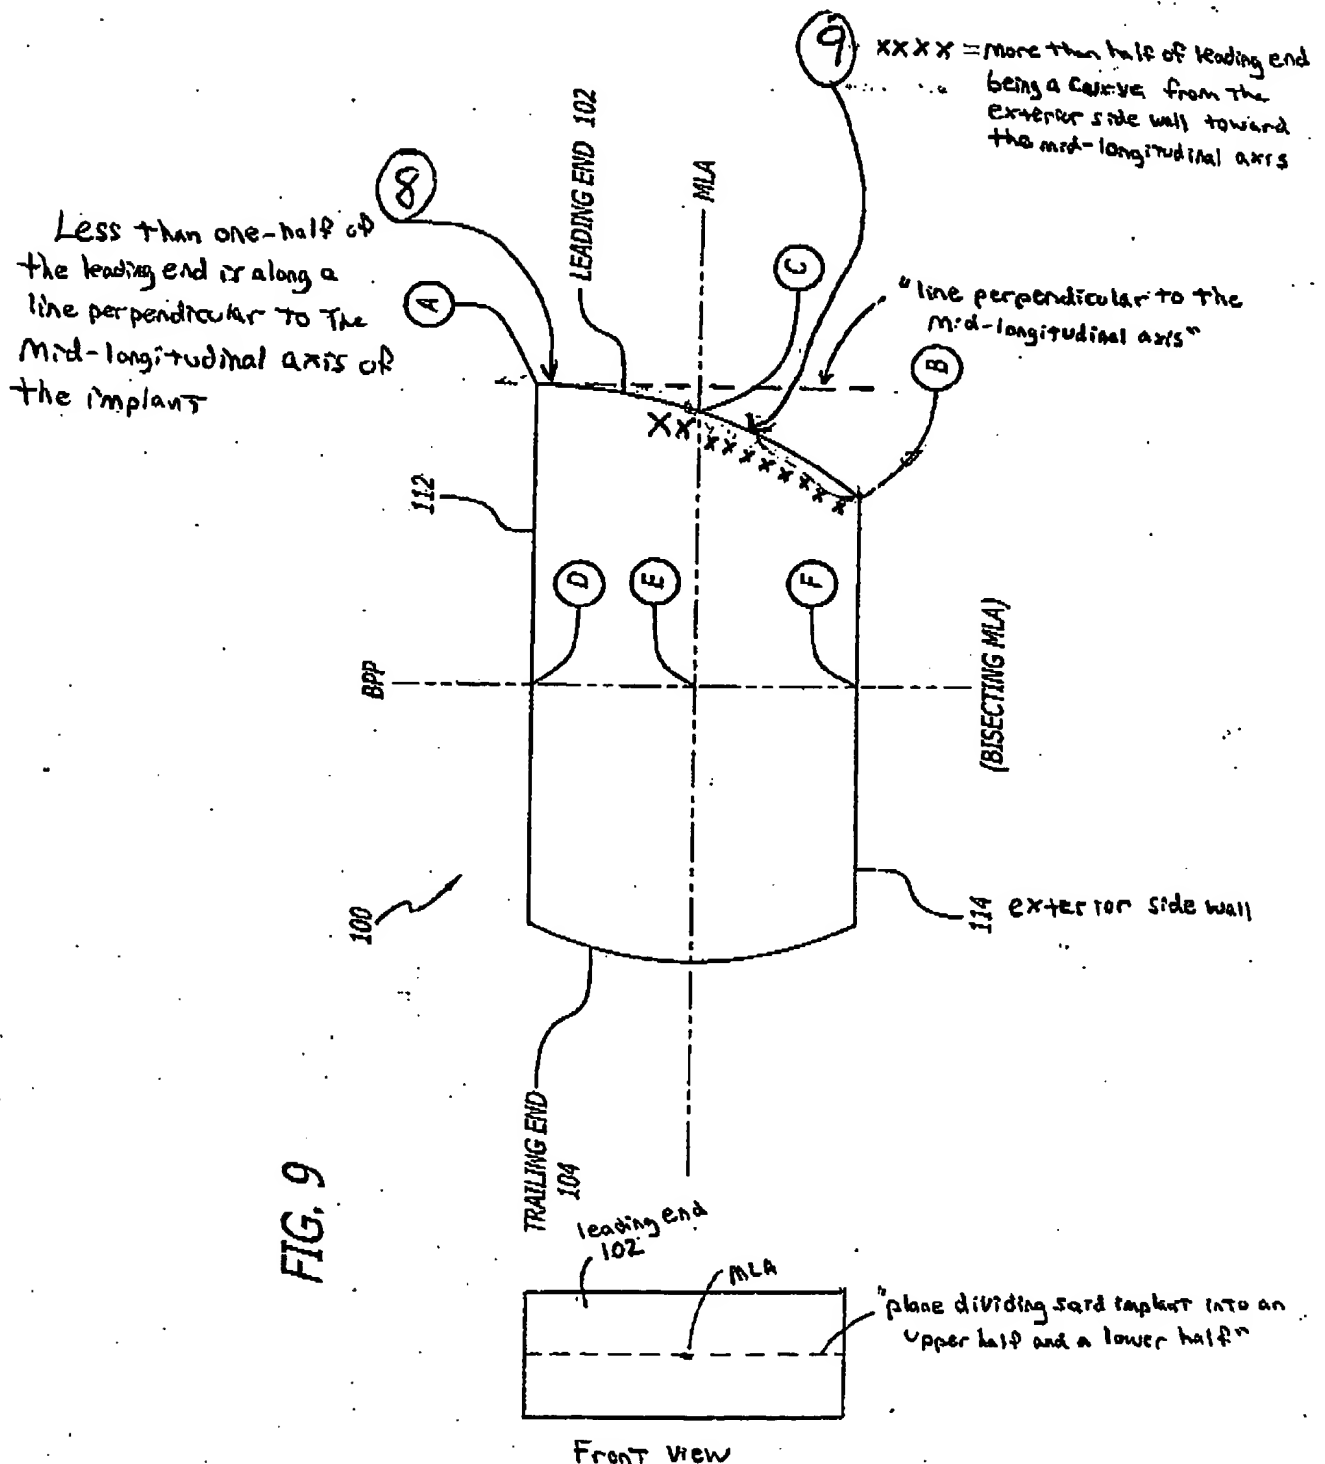 9
xxxx = more than half of leading end
being a curve from the
exterior side wall toward
the mid-longitudinal axis
8
Less than one-half of
the leading end is along a
line perpendicular to the
mid-longitudinal axis of
the implant
LEADING END 102
MLA
A
C
"line perpendicular to the
mid-longitudinal axis"
B
XXXXXXXXXX
112
D
E
F
BPP
(BISECTING MLA)
100
114 exterior side wall
TRAILING END
104
FIG. 9
leading end
102
MLA
"plane dividing said implant into an
upper half and a lower half"
Front view